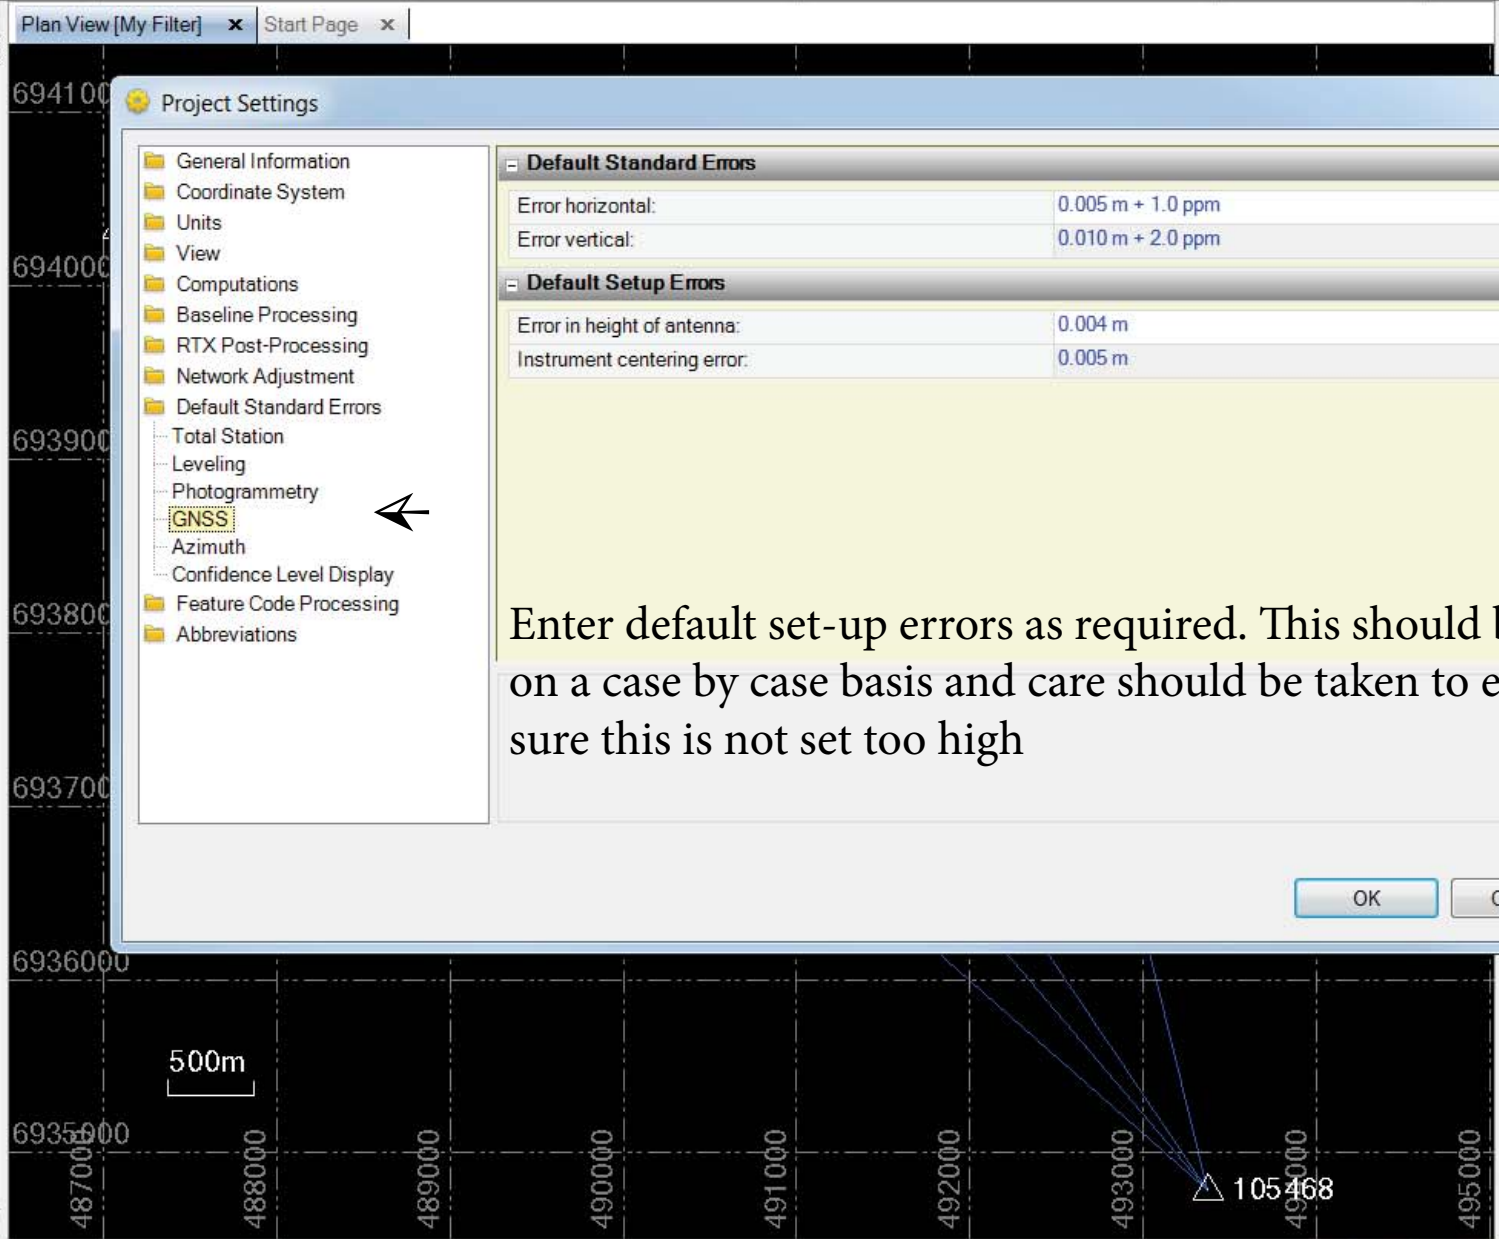 Plan View [My Filter] x Start Page x
Project Settings
General Information
Coordinate System
Units
View
Computations
Baseline Processing
RTX Post-Processing
Network Adjustment
Default Standard Errors
Total Station
Leveling
Photogrammetry
GNSS
Azimuth
Confidence Level Display
Feature Code Processing
Abbreviations
Default Standard Errors
Error horizontal: 0.005 m + 1.0 ppm
Error vertical: 0.010 m + 2.0 ppm
Default Setup Errors
Error in height of antenna: 0.004 m
Instrument centering error: 0.005 m
Enter default set-up errors as required. This should
on a case by case basis and care should be taken to
sure this is not set too high
OK
6936000
500m
6935000
487000
488000
489000
490000
491000
492000
493000
494000
495000
105468